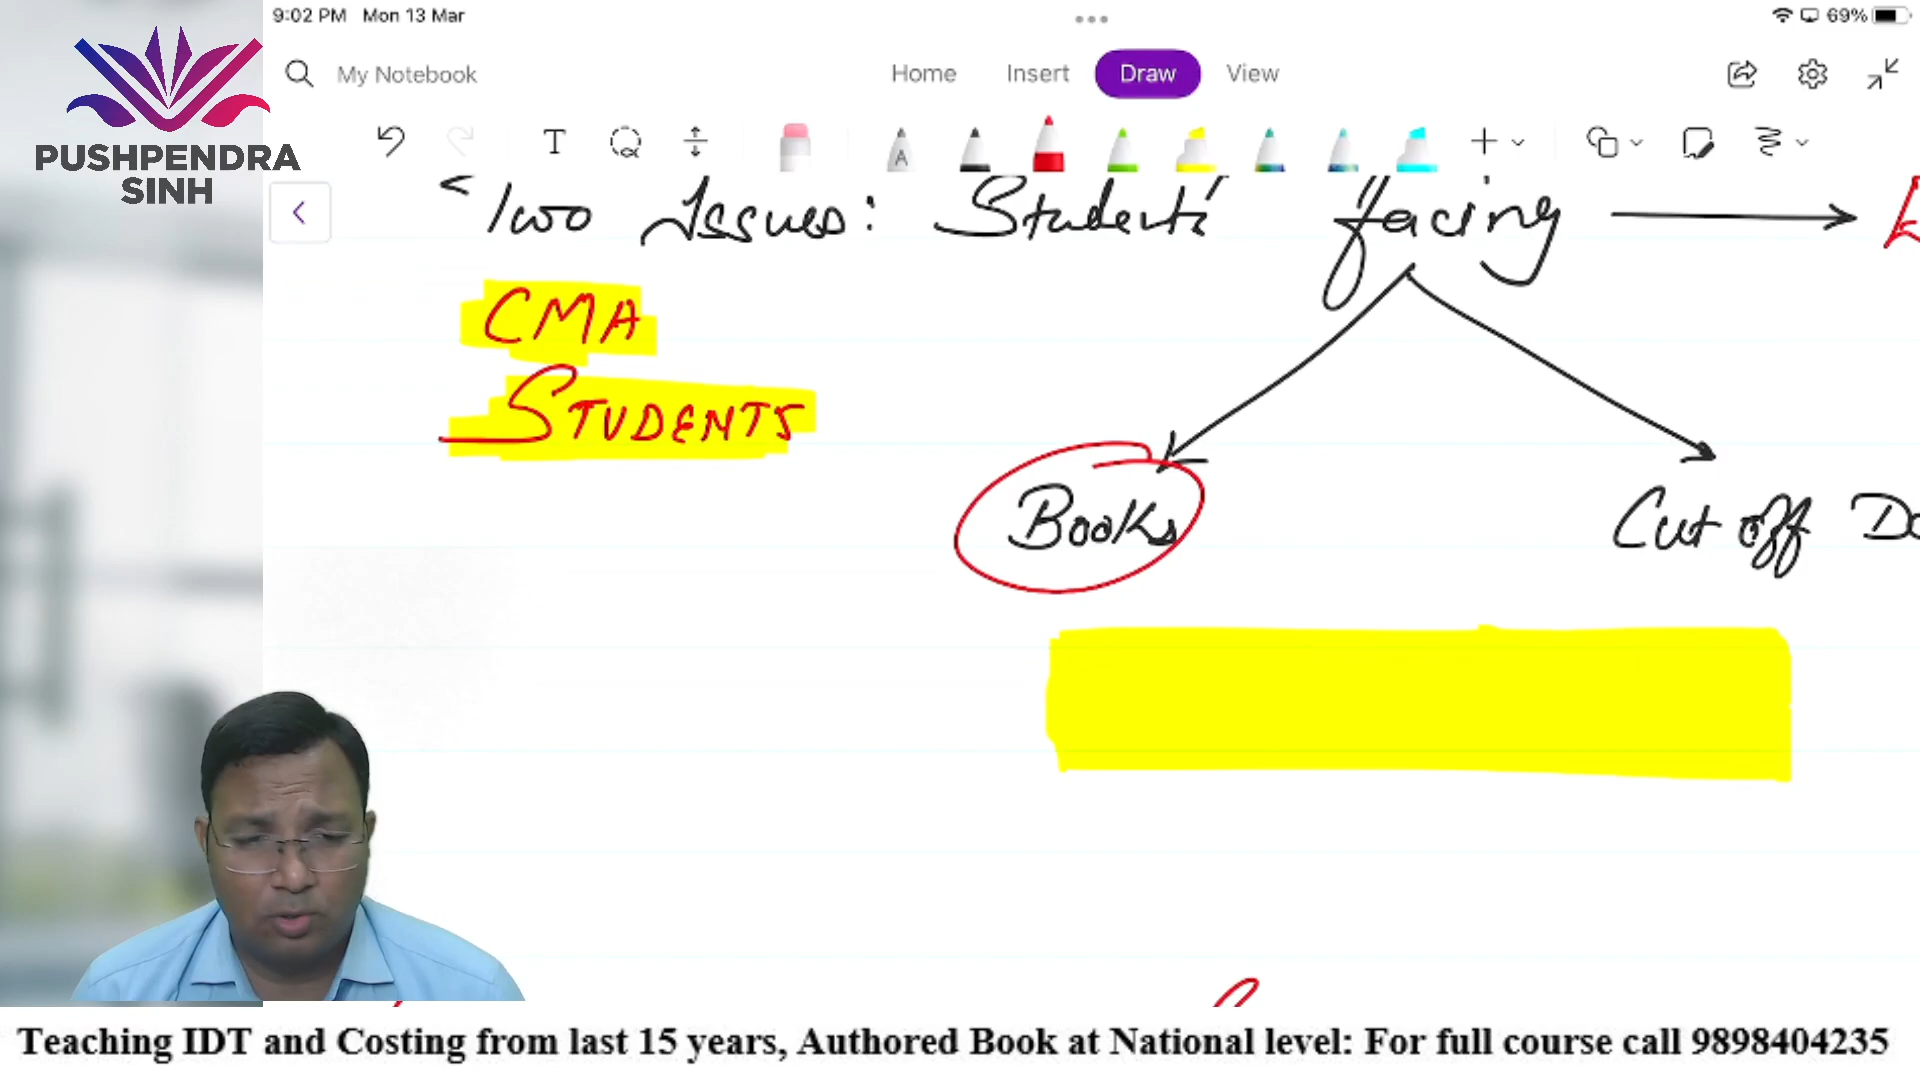 9:02 PM Mon 13 Mar
69%
PUSHPENDRA
SINH
My Notebook
Home Insert Draw View
T
A
Two Issues: Students' facing
CMA
STUDENTS
Books
Cut off
Teaching IDT and Costing from last 15 years, Authored Book at National level: For full course call 9898404235